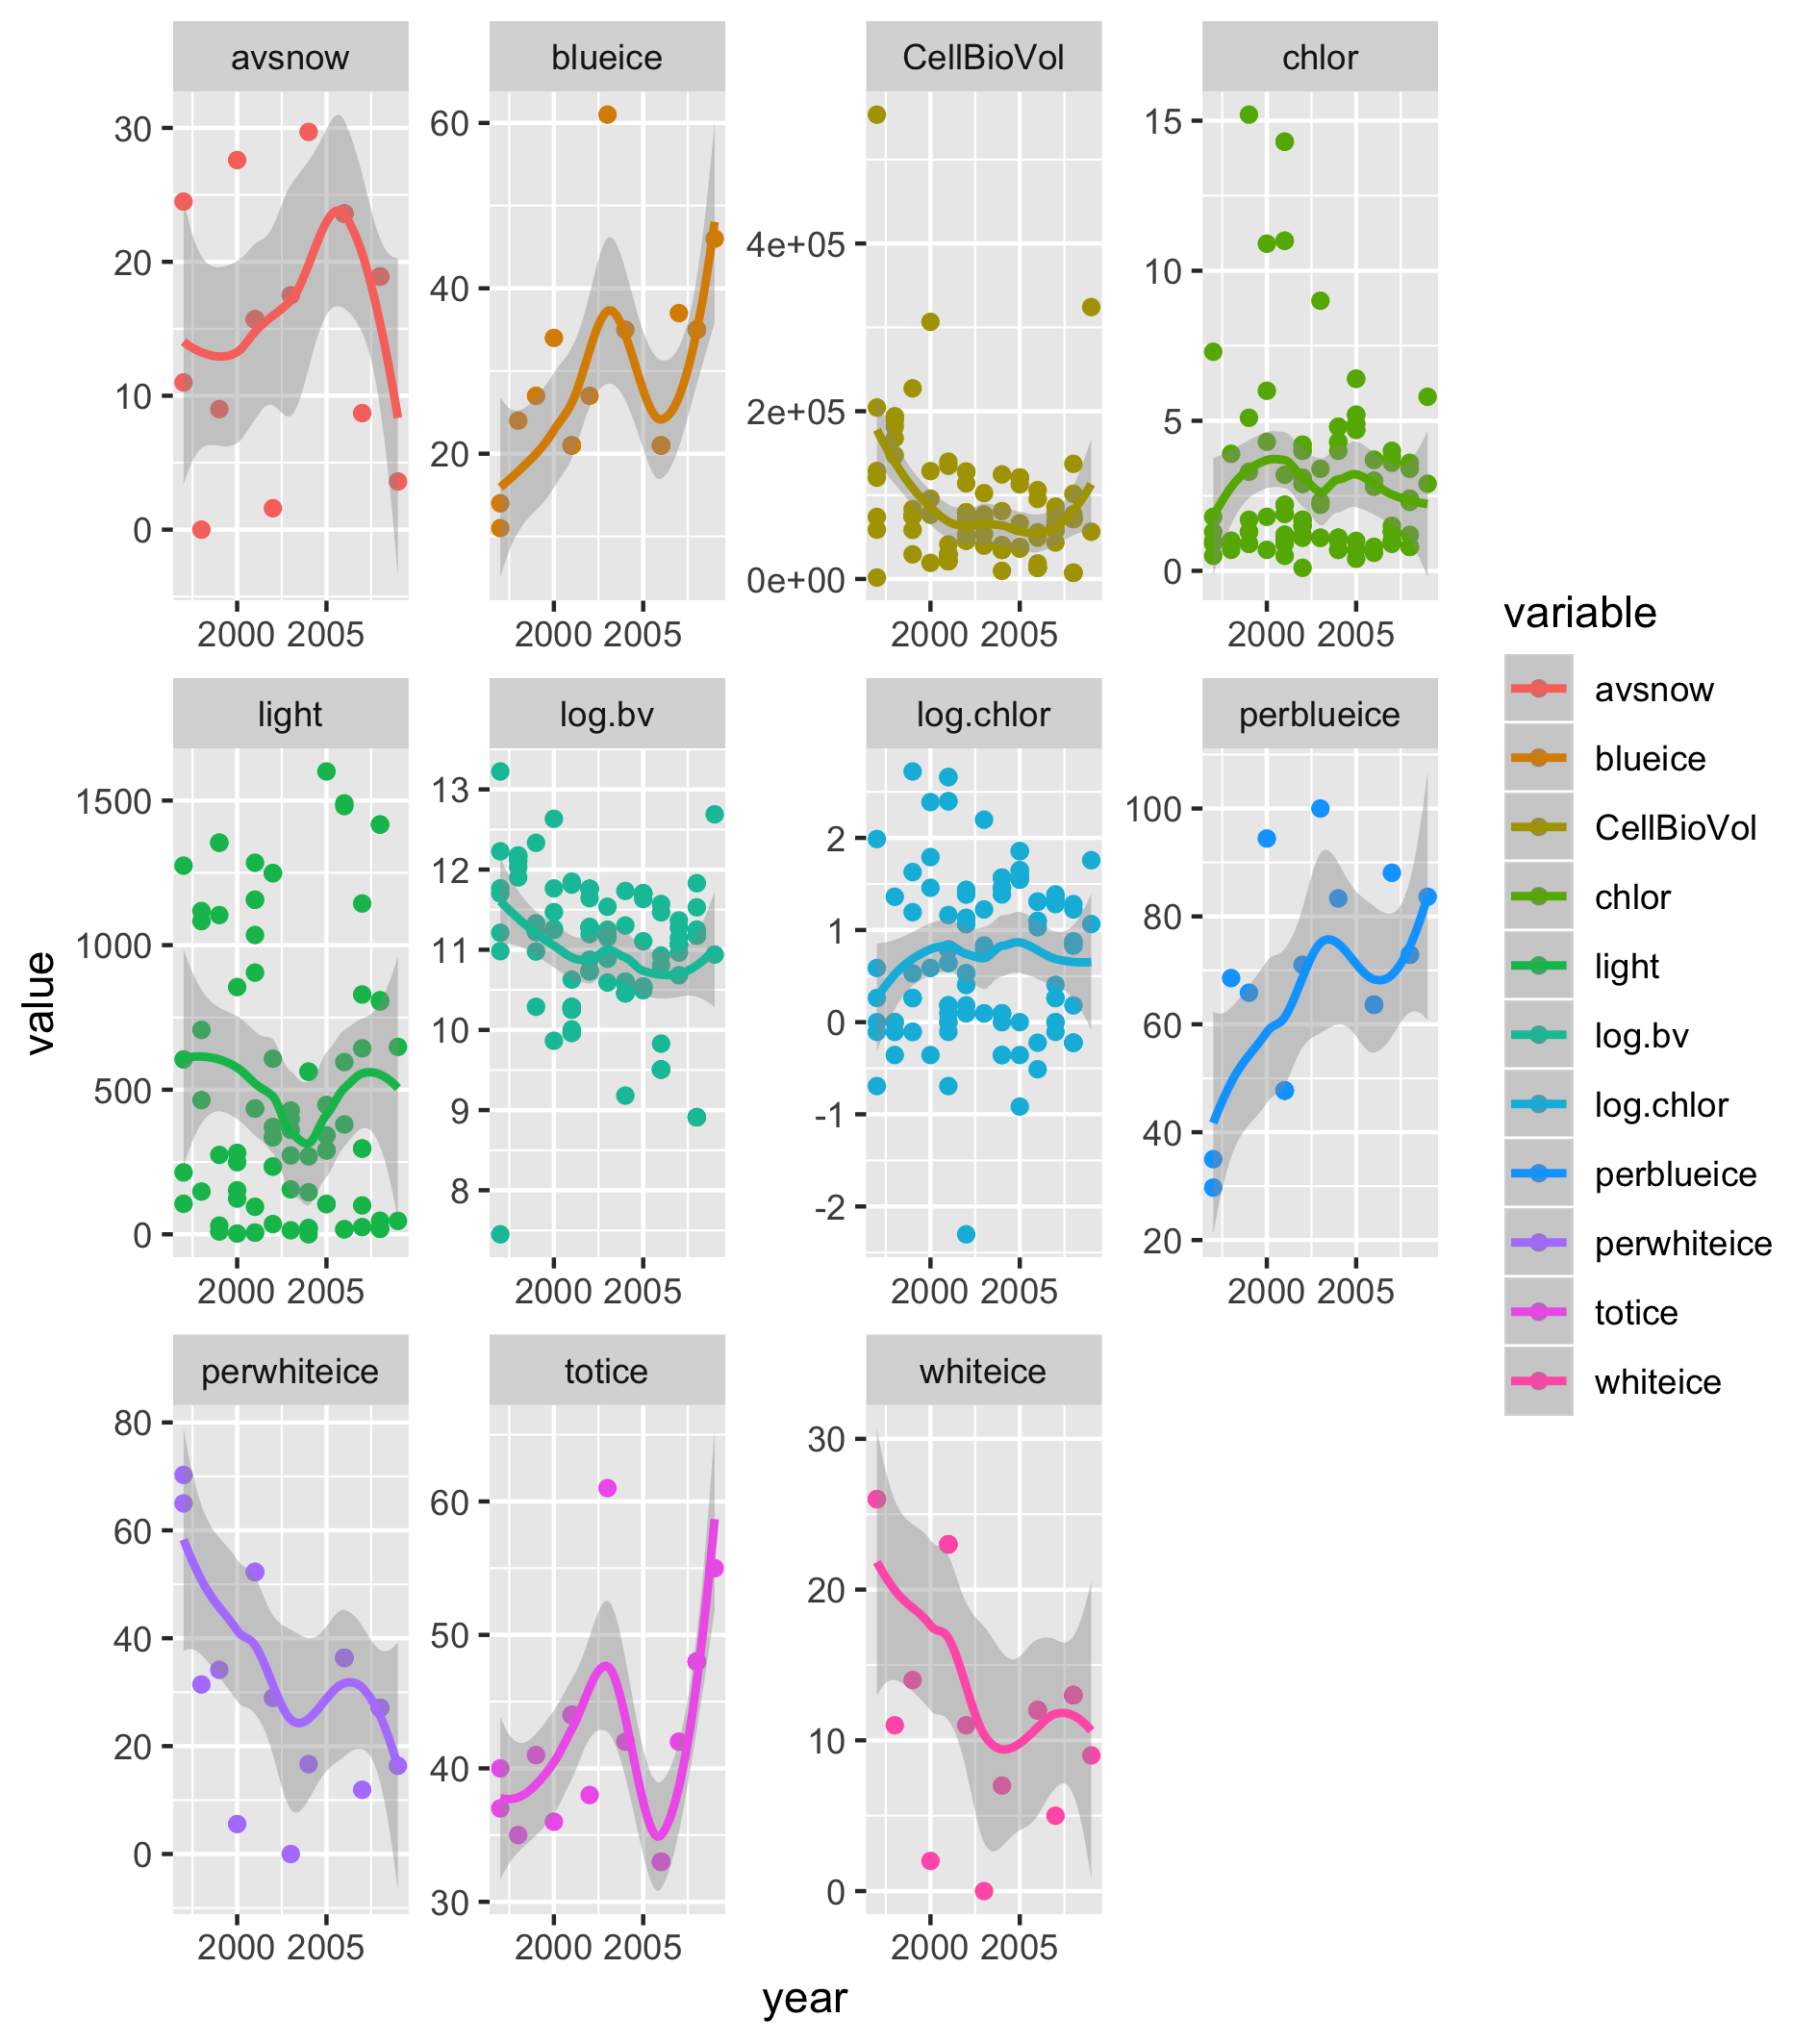 avsnow blueice CellBioVol chlor
30
20
10
0
60
40
20
4e+05
2e+05
0e+00
15
10
5
0
2000 2005 2000 2005 2000 2005 2000 2005
light log.bv log.chlor perblueice
1500
1000
500
0
13
12
11
10
9
8
2
1
0
-1
-2
100
80
60
40
20
2000 2005 2000 2005 2000 2005 2000 2005
perwhiteice totice whiteice
80
60
40
20
0
60
50
40
30
30
20
10
0
2000 2005 2000 2005 2000 2005
value
year
variable
avsnow
blueice
CellBioVol
chlor
light
log.bv
log.chlor
perblueice
perwhiteice
totice
whiteice